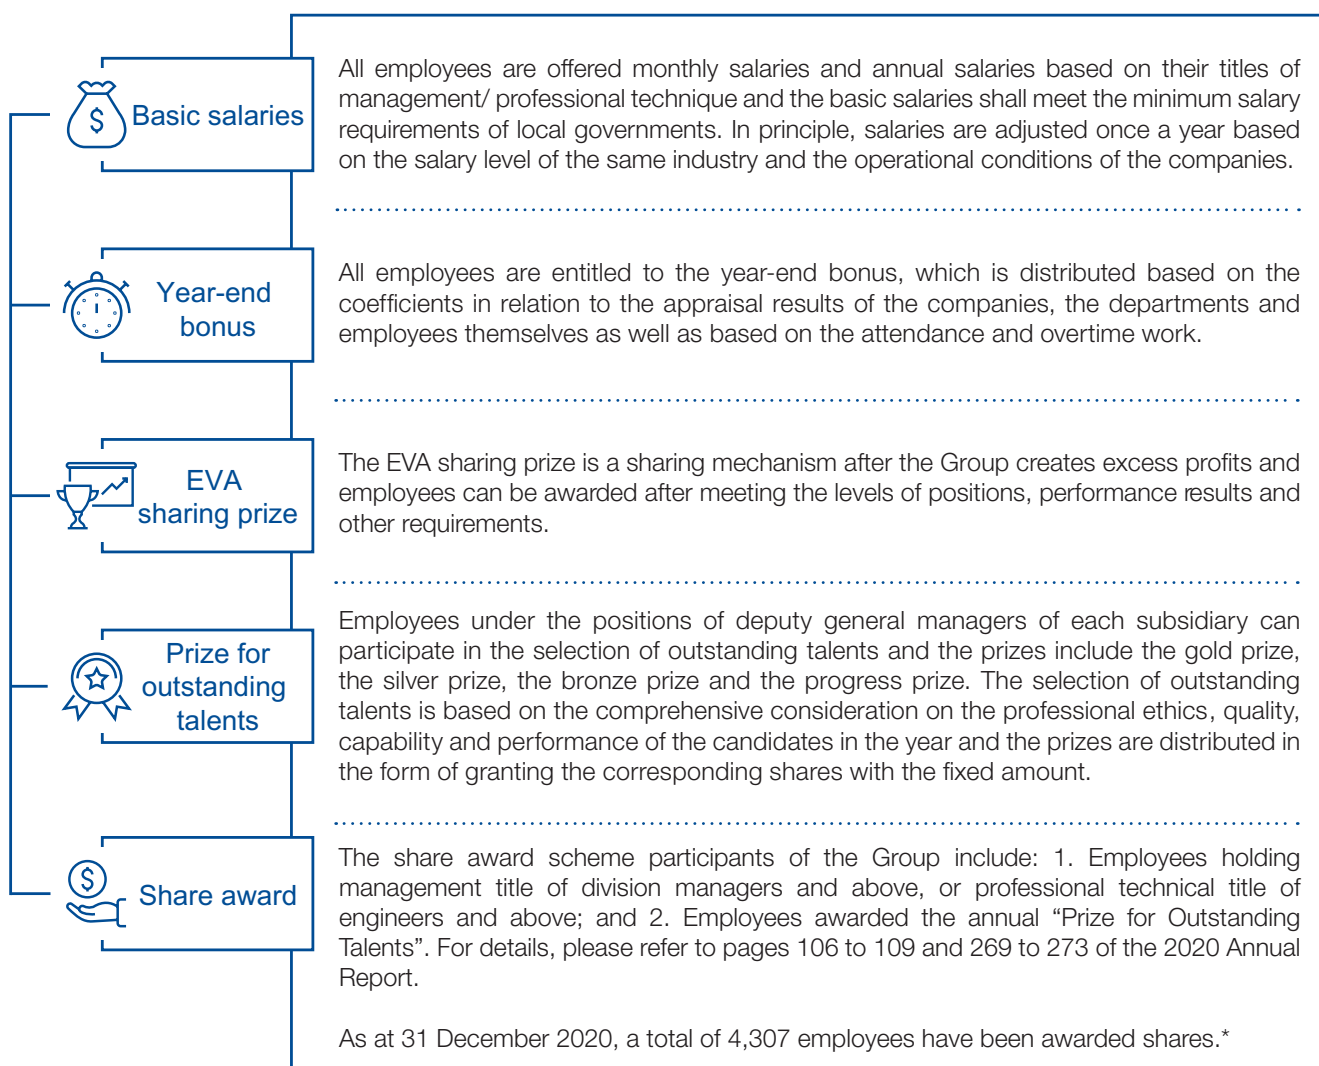 Basic salaries
All employees are offered monthly salaries and annual salaries based on their titles of
management/ professional technique and the basic salaries shall meet the minimum salary
requirements of local governments. In principle, salaries are adjusted once a year based
on the salary level of the same industry and the operational conditions of the companies.
Year-end
bonus
All employees are entitled to the year-end bonus, which is distributed based on the
coefficients in relation to the appraisal results of the companies, the departments and
employees themselves as well as based on the attendance and overtime work.
EVA
sharing prize
The EVA sharing prize is a sharing mechanism after the Group creates excess profits and
employees can be awarded after meeting the levels of positions, performance results and
other requirements.
Prize for
outstanding
talents
Employees under the positions of deputy general managers of each subsidiary can
participate in the selection of outstanding talents and the prizes include the gold prize,
the silver prize, the bronze prize and the progress prize. The selection of outstanding
talents is based on the comprehensive consideration on the professional ethics, quality,
capability and performance of the candidates in the year and the prizes are distributed in
the form of granting the corresponding shares with the fixed amount.
Share award
The share award scheme participants of the Group include: 1. Employees holding
management title of division managers and above, or professional technical title of
engineers and above; and 2. Employees awarded the annual “Prize for Outstanding
Talents”. For details, please refer to pages 106 to 109 and 269 to 273 of the 2020 Annual
Report.
As at 31 December 2020, a total of 4,307 employees have been awarded shares.*